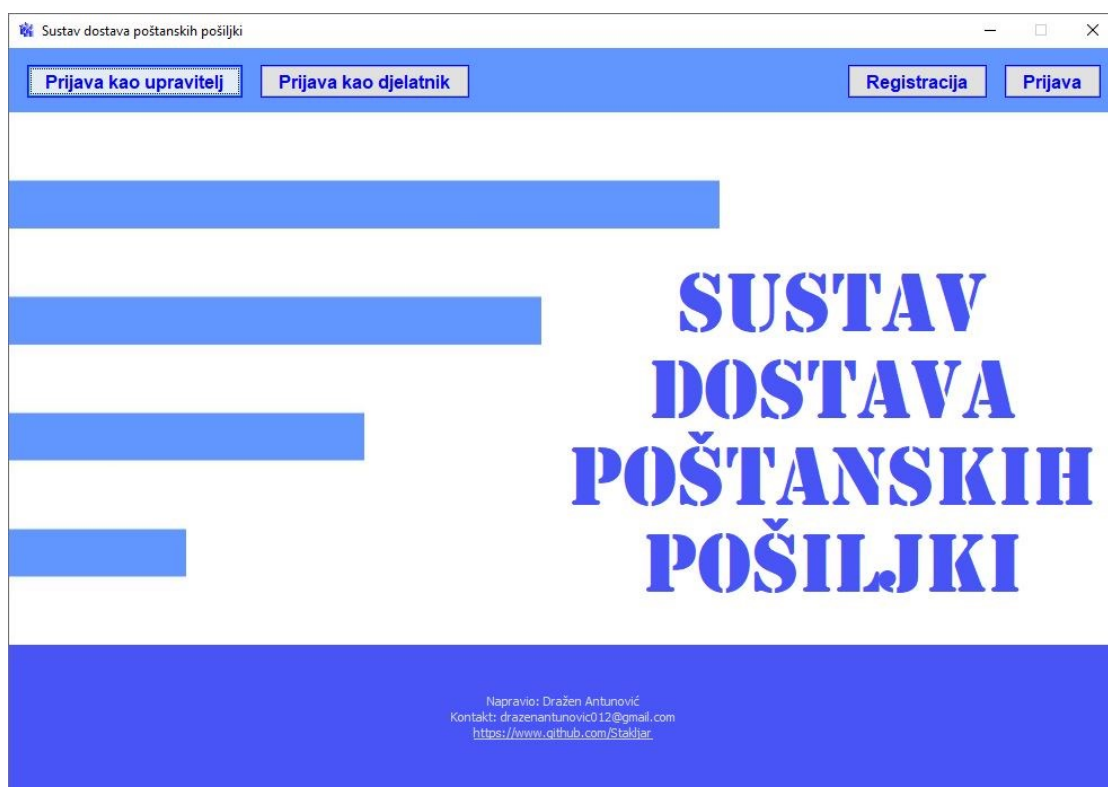 Sustav dostava poštanskih pošiljki
Prijava kao upravitelj
Prijava kao djelatnik
Registracija
Prijava
SUSTAV
DOSTAVA
POŠTANSKIH
POŠILJKI
Napravio: Dražen Antunović
Kontakt: drazenantunovic012@gmail.com
https://www.github.com/Stakljar